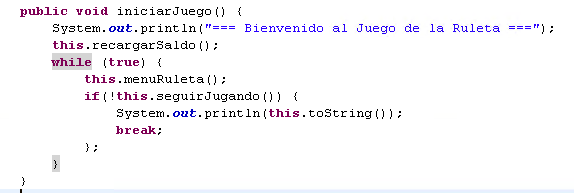 public void iniciarJuego() {
System.out.println("=== Bienvenido al Juego de la Ruleta ===");
this.recargarSaldo();
while (true) {
this.menuRuleta();
if(!this.seguirJugando()) {
System.out.println(this.toString());
break;
};
}
}